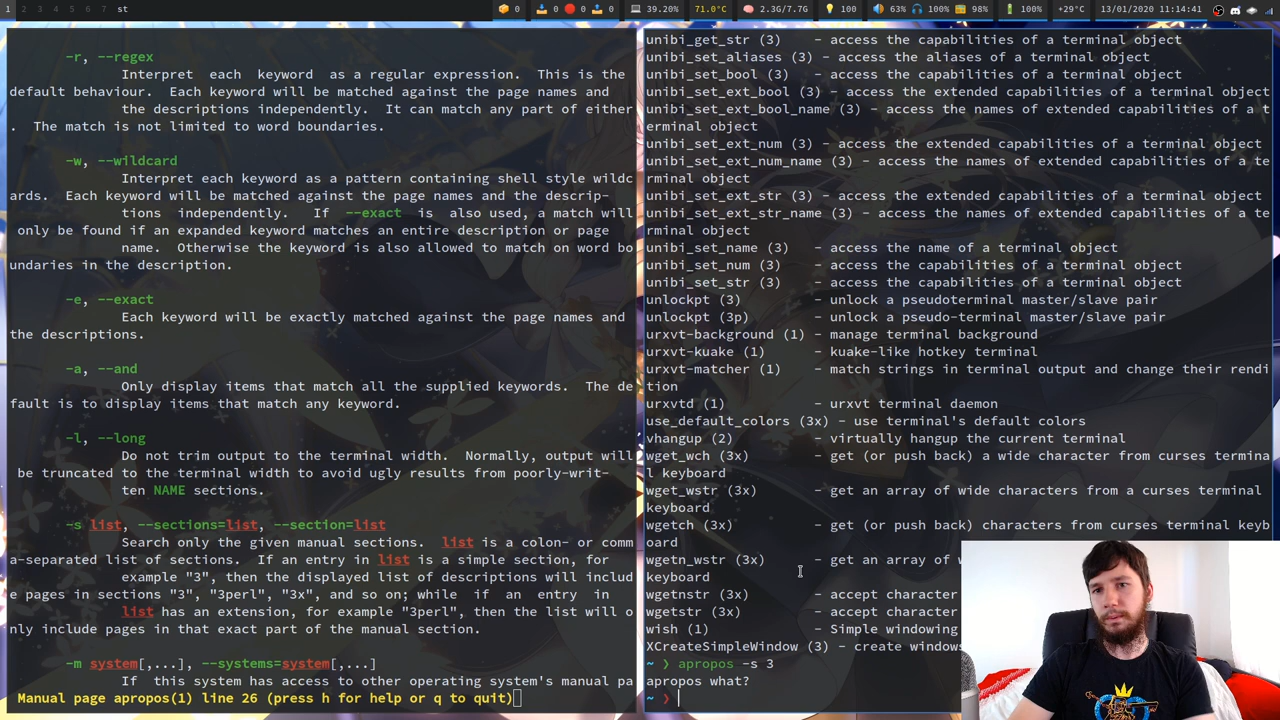 1 2 3 4 5 6 7 st
0 0 0 0 39.20% 71.0°C 2.3G/7.7G 100 63% 100% 98% 100% +29°C 13/01/2020 11:14:41
-r, --regex
Interpret each keyword as a regular expression. This is the
default behaviour. Each keyword will be matched against the page names and
the descriptions independently. It can match any part of either
. The match is not limited to word boundaries.
-w, --wildcard
Interpret each keyword as a pattern containing shell style wildc
ards. Each keyword will be matched against the page names and the descrip-
tions independently. If --exact is also used, a match will
only be found if an expanded keyword matches an entire description or page
name. Otherwise the keyword is also allowed to match on word bo
undaries in the description.
-e, --exact
Each keyword will be exactly matched against the page names and
the descriptions.
-a, --and
Only display items that match all the supplied keywords. The de
fault is to display items that match any keyword.
-l, --long
Do not trim output to the terminal width. Normally, output will
be truncated to the terminal width to avoid ugly results from poorly-writ-
ten NAME sections.
-s list, --sections=list, --section=list
Search only the given manual sections. list is a colon- or comm
a-separated list of sections. If an entry in list is a simple section, for
example "3", then the displayed list of descriptions will includ
e pages in sections "3", "3perl", "3x", and so on; while if an entry in
list has an extension, for example "3perl", then the list will o
nly include pages in that exact part of the manual section.
-m system[,...], --systems=system[,...]
If this system has access to other operating system's manual pa
Manual page apropos(1) line 26 (press h for help or q to quit)
unibi_get_str (3) - access the capabilities of a terminal object
unibi_set_aliases (3) - access the aliases of a terminal object
unibi_set_bool (3) - access the capabilities of a terminal object
unibi_set_ext_bool (3) - access the extended capabilities of a terminal object
unibi_set_ext_bool_name (3) - access the names of extended capabilities of a t
erminal object
unibi_set_ext_num (3) - access the extended capabilities of a terminal object
unibi_set_ext_num_name (3) - access the names of extended capabilities of a te
rminal object
unibi_set_ext_str (3) - access the extended capabilities of a terminal object
unibi_set_ext_str_name (3) - access the names of extended capabilities of a te
rminal object
unibi_set_name (3) - access the name of a terminal object
unibi_set_num (3) - access the capabilities of a terminal object
unibi_set_str (3) - access the capabilities of a terminal object
unlockpt (3) - unlock a pseudoterminal master/slave pair
unlockpt (3p) - unlock a pseudo-terminal master/slave pair
urxvt-background (1) - manage terminal background
urxvt-kuake (1) - kuake-like hotkey terminal
urxvt-matcher (1) - match strings in terminal output and change their rendi
tion
urxvtd (1) - urxvt terminal daemon
use_default_colors (3x) - use terminal's default colors
vhangup (2) - virtually hangup the current terminal
wget_wch (3x) - get (or push back) a wide character from curses termina
l keyboard
wget_wstr (3x) - get an array of wide characters from a curses terminal
keyboard
wgetch (3x) - get (or push back) characters from curses terminal keyb
oard
wgetn_wstr (3x) - get an array of w
keyboard
wgetnstr (3x) - accept character
wgetstr (3x) - accept character
wish (1) - Simple windowing
XCreateSimpleWindow (3) - create windows
~ ❯ apropos -s 3
apropos what?
~ ❯